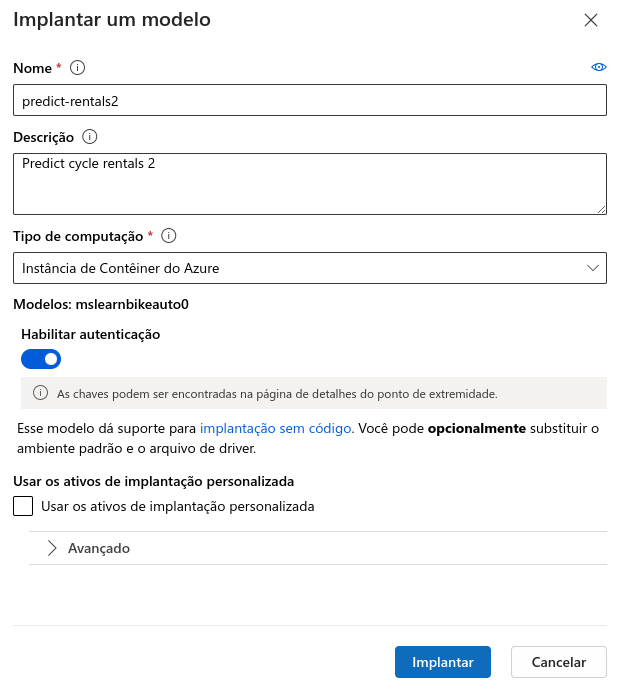 Implantar um modelo
Nome *
predict-rentals2
Descrição
Predict cycle rentals 2
Tipo de computação *
Instância de Contêiner do Azure
Modelos: mslearnbikeauto0
Habilitar autenticação
As chaves podem ser encontradas na página de detalhes do ponto de extremidade.
Esse modelo dá suporte para implantação sem código. Você pode opcionalmente substituir o
ambiente padrão e o arquivo de driver.
Usar os ativos de implantação personalizada
Usar os ativos de implantação personalizada
Avançado
Implantar Cancelar